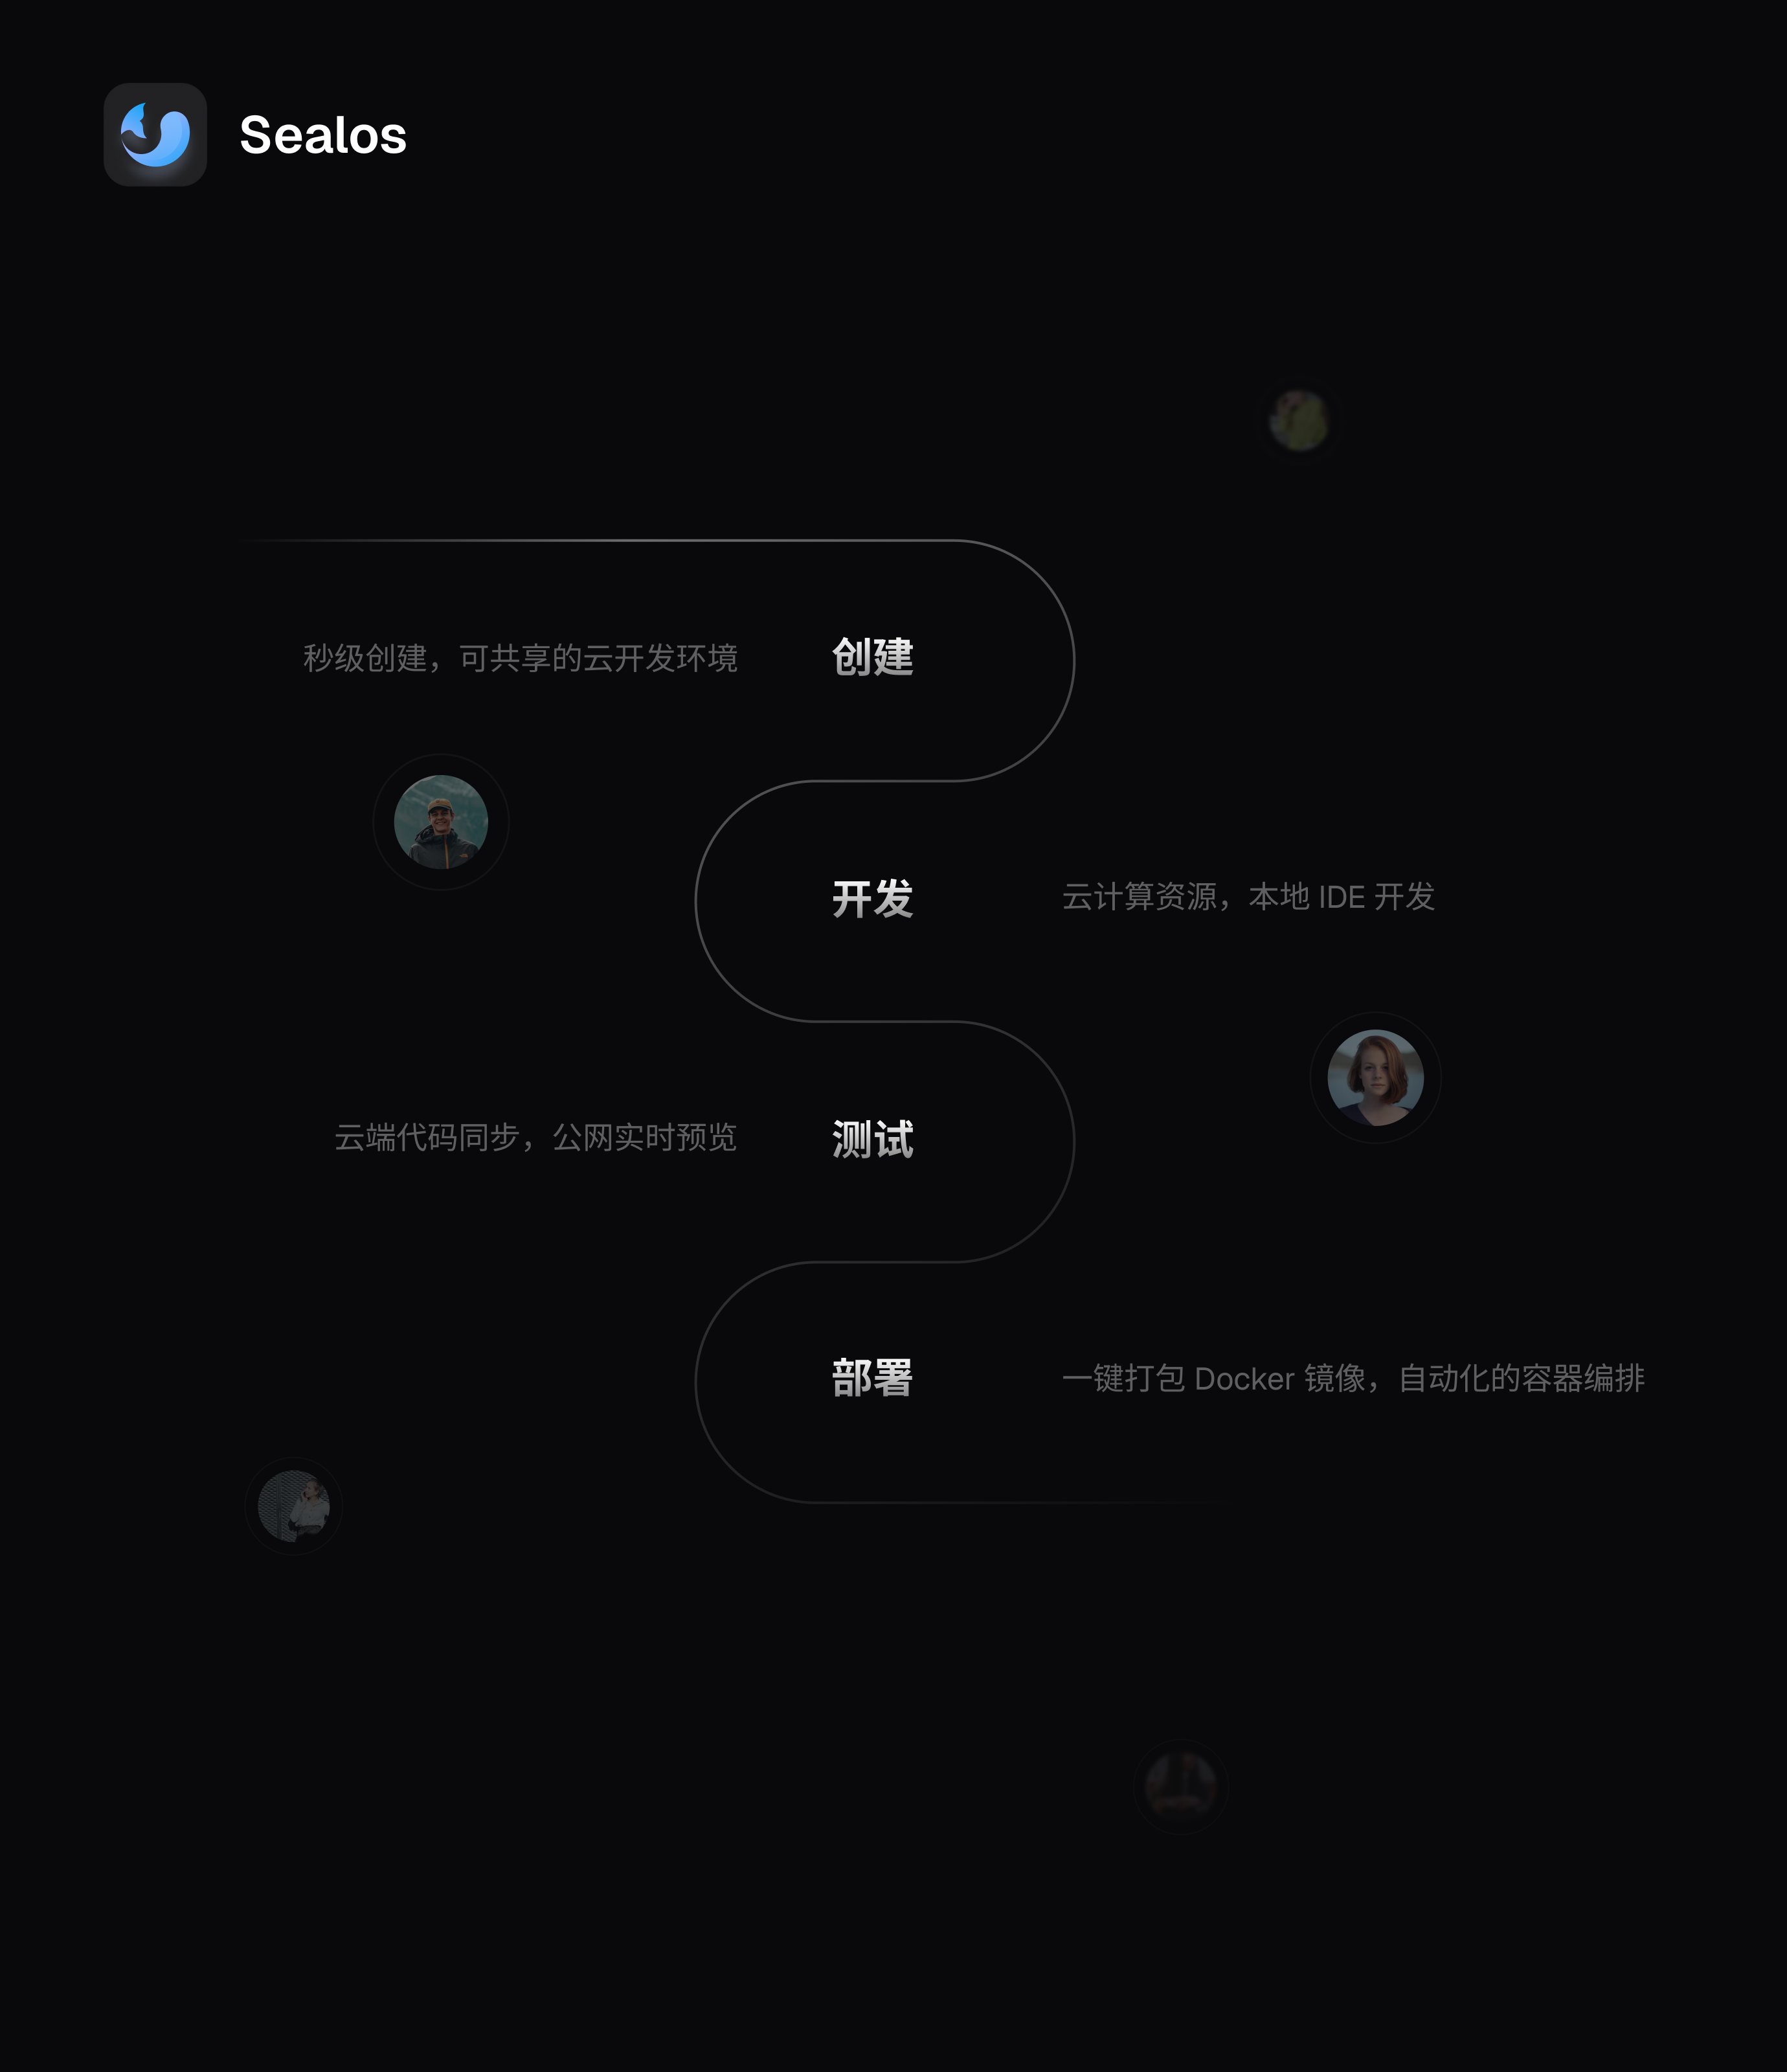 Sealos
秒级创建，可共享的云开发环境
创建
开发
云计算资源，本地 IDE 开发
云端代码同步，公网实时预览
测试
部署
一键打包 Docker 镜像，自动化的容器编排